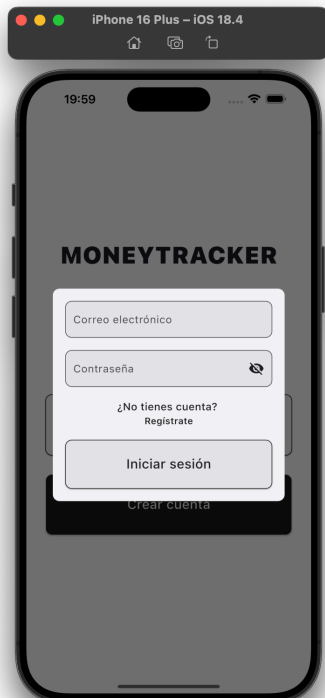 iPhone 16 Plus – iOS 18.4
19:59
MONEYTRACKER
Correo electrónico
Contraseña
¿No tienes cuenta?
Regístrate
Iniciar sesión
Crear cuenta